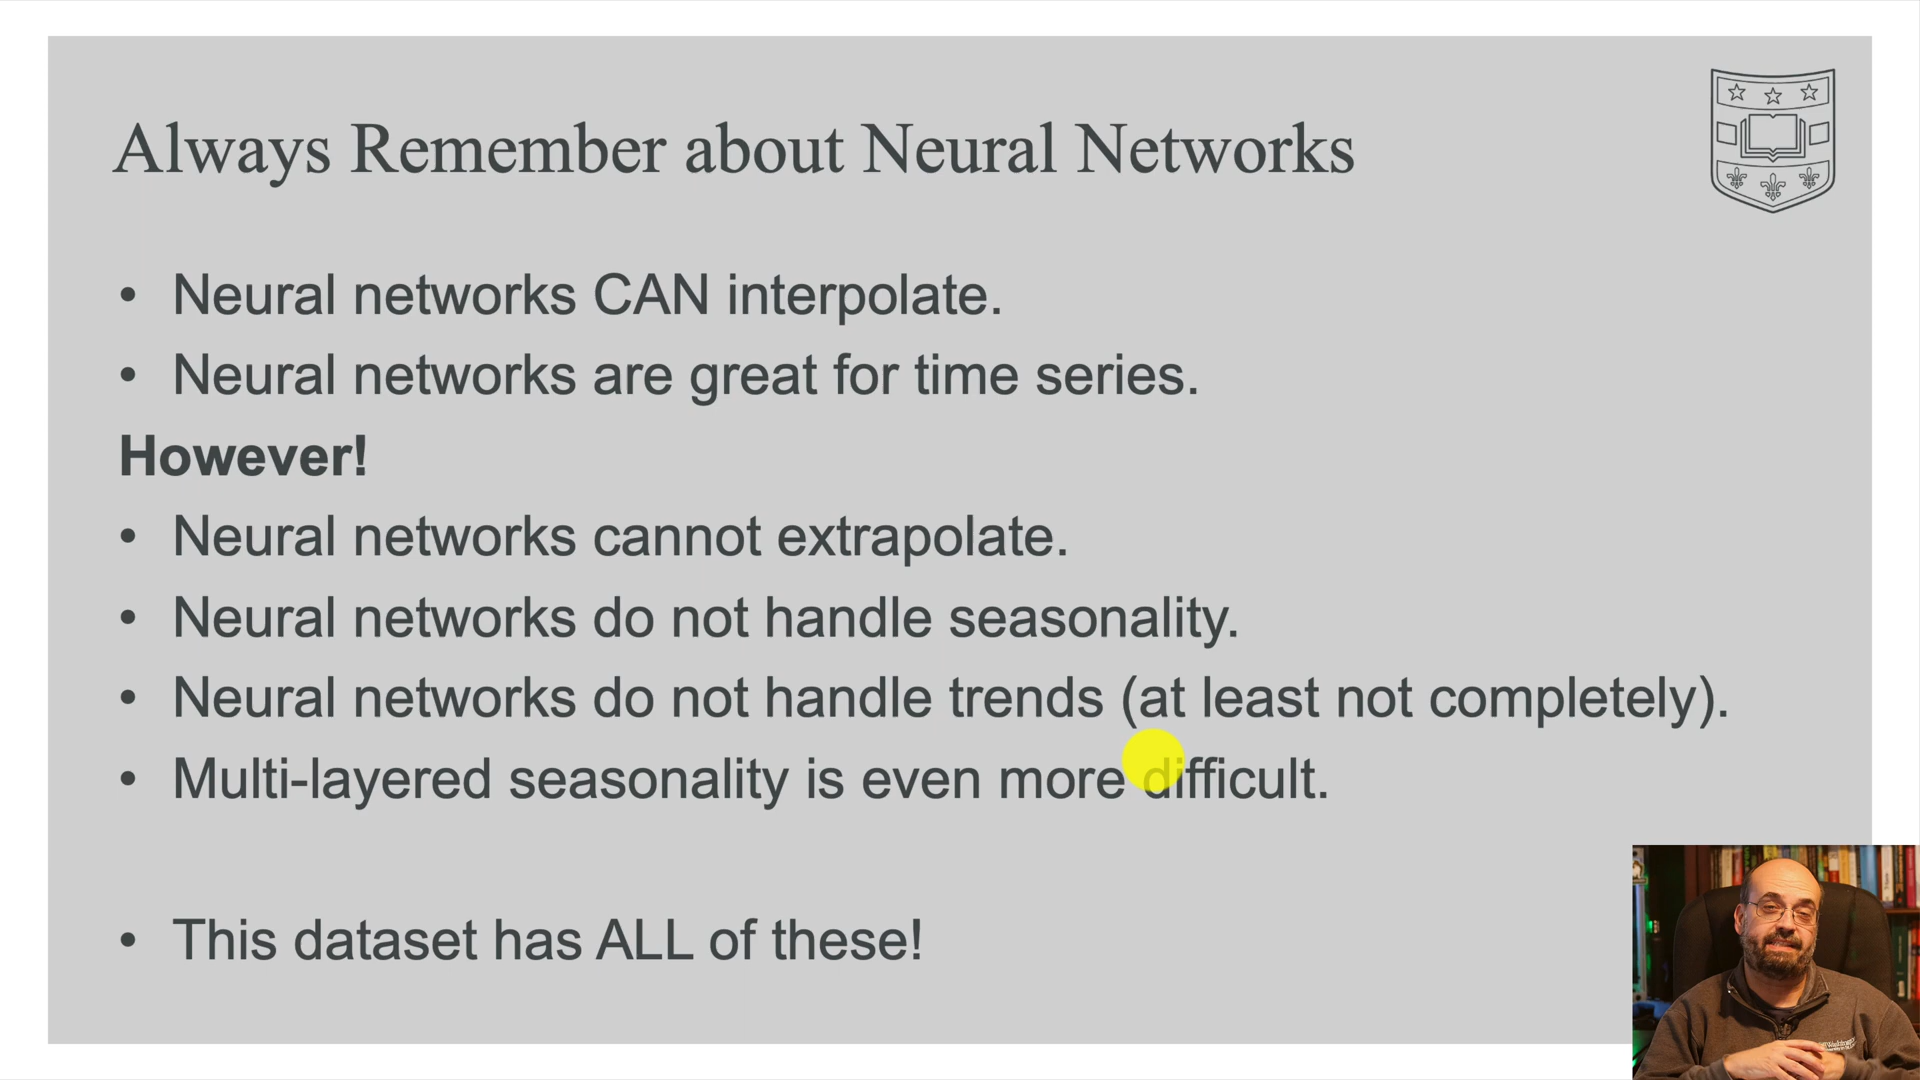 Always Remember about Neural Networks
• Neural networks CAN interpolate.
• Neural networks are great for time series.
However!
• Neural networks cannot extrapolate.
• Neural networks do not handle seasonality.
• Neural networks do not handle trends (at least not completely).
• Multi-layered seasonality is even more difficult.
• This dataset has ALL of these!